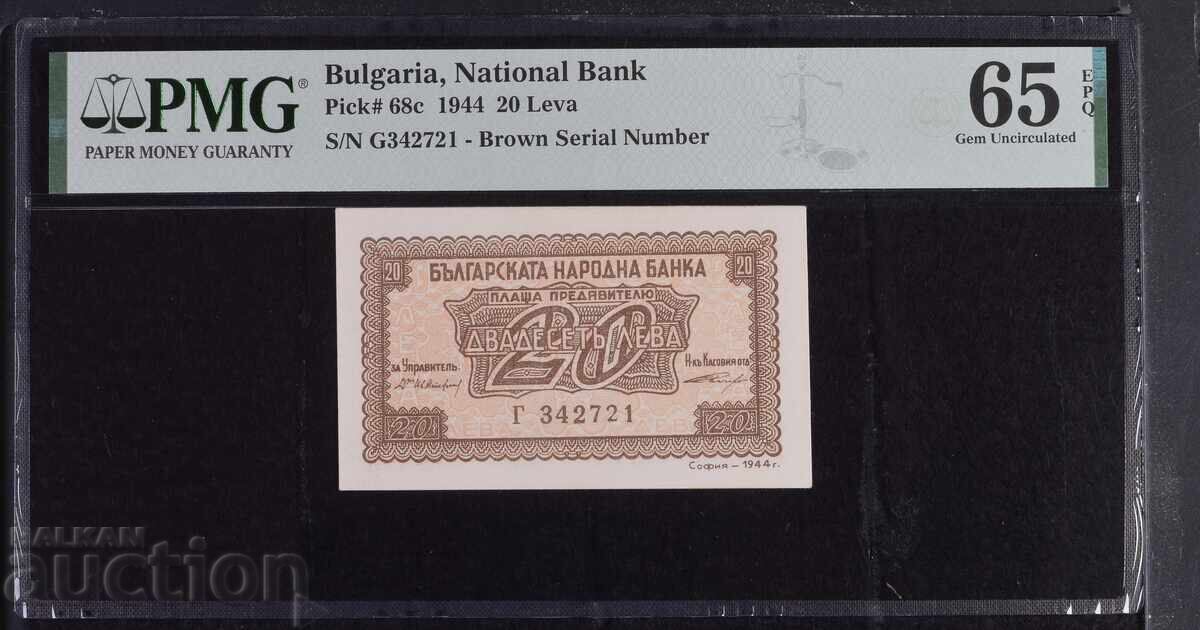 PMG®
PAPER MONEY GUARANTY
Bulgaria, National Bank
Pick# 68c 1944 20 Leva
S/N G342721 - Brown Serial Number
65 EPQ
Gem Uncirculated
20 БЪЛГАРСКАТА НАРОДНА БАНКА 20
ПЛАЩА ПРЕДЯВИТЕЛЮ
20
ДВАДЕСЕТЪ ЛЕВА
ЗА УПРАВИТЕЛЬ:
Н-КЪ КАСОВИЯ ОТД.
Г 342721
20 20
София – 1944 г.
BALKAN
auction